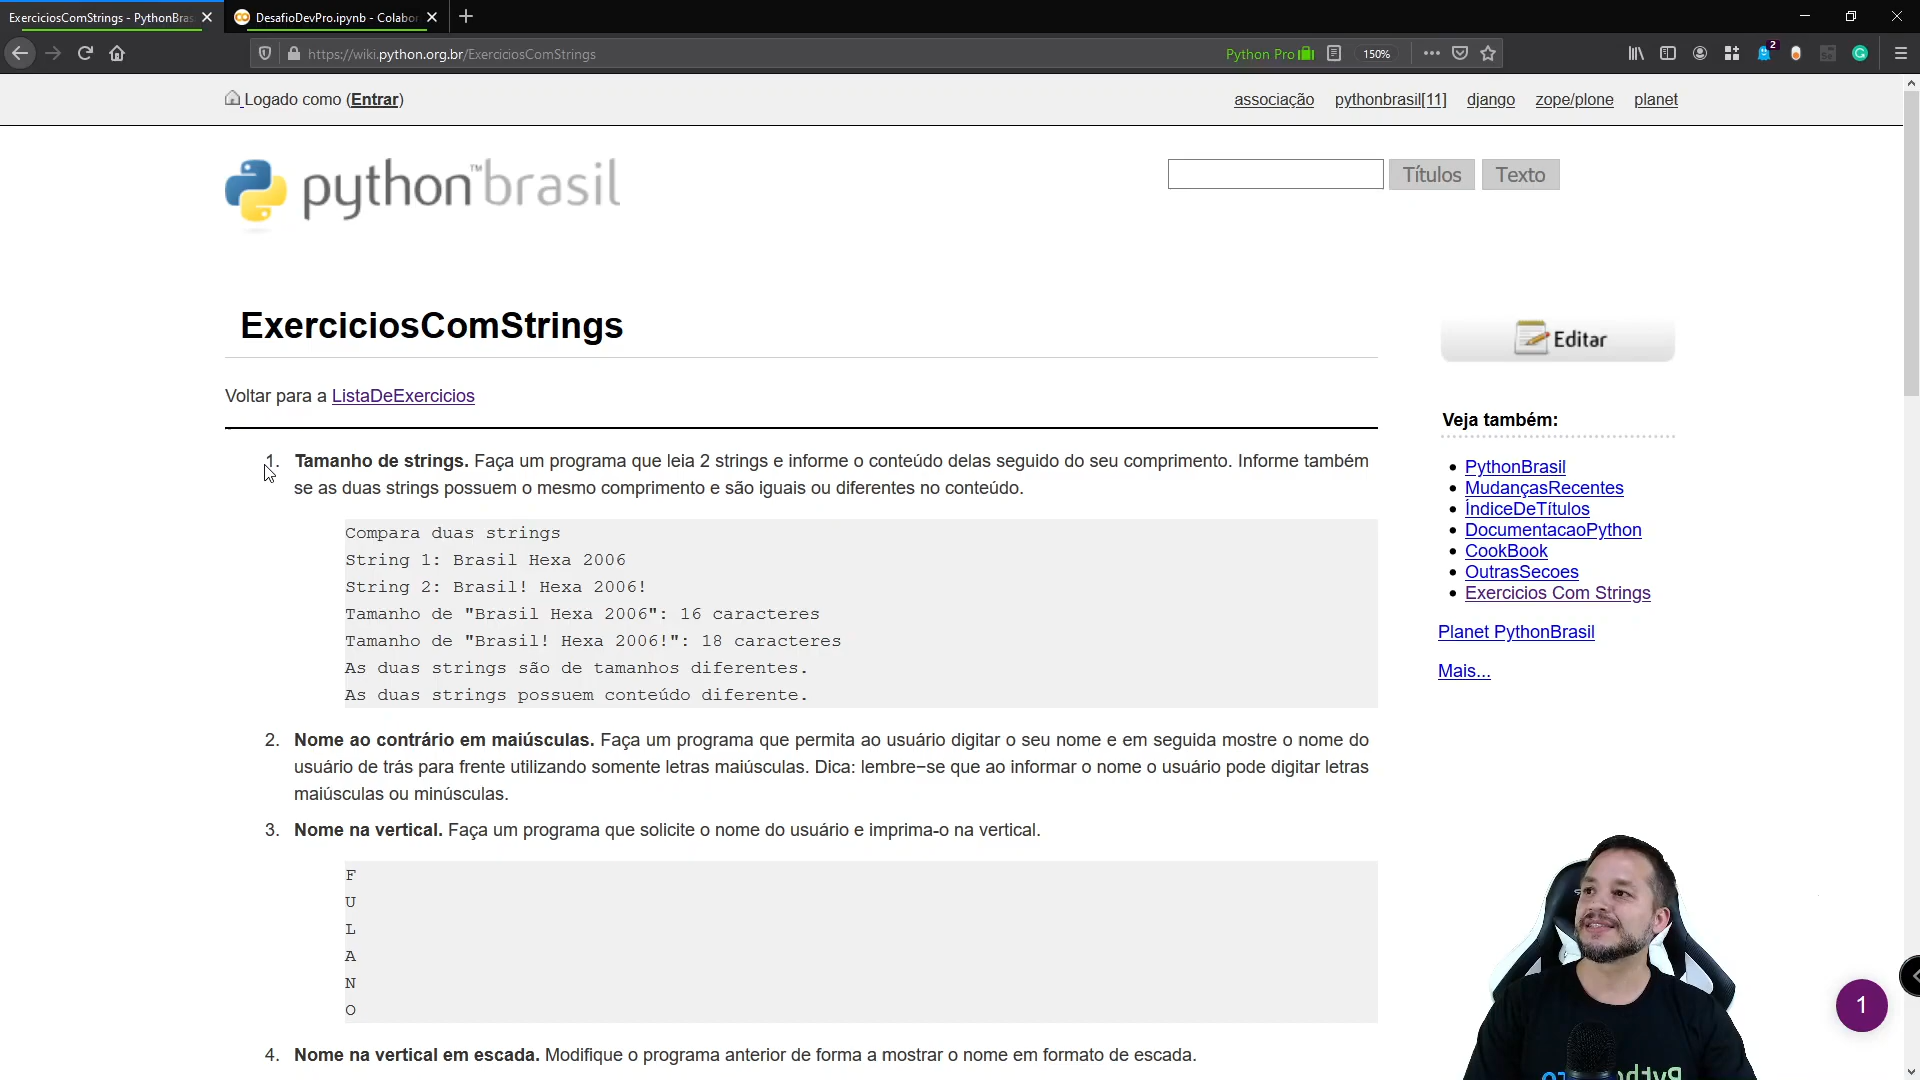 ExerciciosComStrings - PythonBras
DesafioDevPro.ipynb - Colabor
https://wiki.python.org.br/ExerciciosComStrings
Python Pro
150%
2
Logado como (Entrar)
associação pythonbrasil[11] django zope/plone planet
python™brasil
Títulos Texto
ExerciciosComStrings
Editar
Voltar para a ListaDeExercicios
1. Tamanho de strings. Faça um programa que leia 2 strings e informe o conteúdo delas seguido do seu comprimento. Informe também
se as duas strings possuem o mesmo comprimento e são iguais ou diferentes no conteúdo.
Compara duas strings
String 1: Brasil Hexa 2006
String 2: Brasil! Hexa 2006!
Tamanho de "Brasil Hexa 2006": 16 caracteres
Tamanho de "Brasil! Hexa 2006!": 18 caracteres
As duas strings são de tamanhos diferentes.
As duas strings possuem conteúdo diferente.
2. Nome ao contrário em maiúsculas. Faça um programa que permita ao usuário digitar o seu nome e em seguida mostre o nome do
usuário de trás para frente utilizando somente letras maiúsculas. Dica: lembre−se que ao informar o nome o usuário pode digitar letras
maiúsculas ou minúsculas.
3. Nome na vertical. Faça um programa que solicite o nome do usuário e imprima-o na vertical.
F
U
L
A
N
O
4. Nome na vertical em escada. Modifique o programa anterior de forma a mostrar o nome em formato de escada.
Veja também:
PythonBrasil
MudançasRecentes
ÍndiceDeTítulos
DocumentacaoPython
CookBook
OutrasSecoes
Exercicios Com Strings
Planet PythonBrasil
Mais...
1